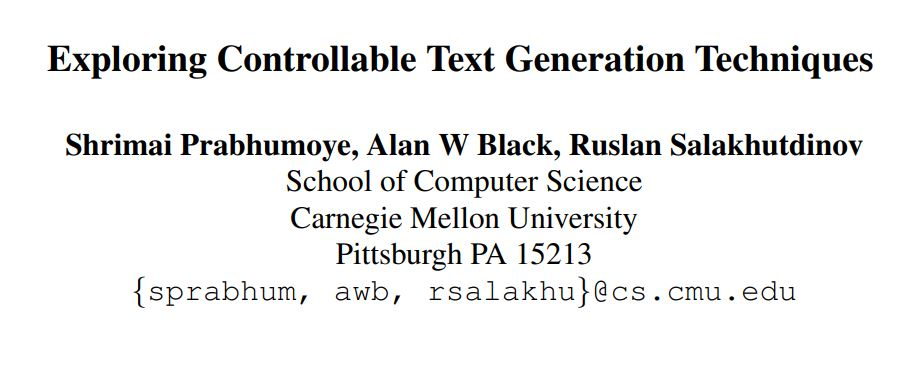 Exploring Controllable Text Generation Techniques
Shrimai Prabhumoye, Alan W Black, Ruslan Salakhutdinov
School of Computer Science
Carnegie Mellon University
Pittsburgh PA 15213
{sprabhum, awb, rsalakhu}@cs.cmu.edu